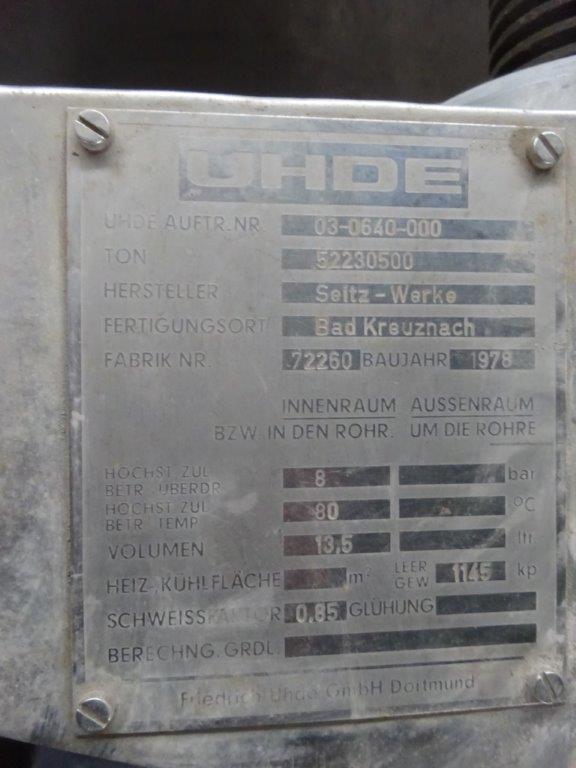 UHDE
UHDE AUFTR. NR. 03-0640-000
TON 52230500
HERSTELLER Seitz-Werke
FERTIGUNGSORT Bad Kreuznach
FABRIK NR. 72260 BAUJAHR 1978
INNENRAUM AUSSENRAUM
BZW. IN DEN ROHR. UM DIE ROHRE
HÖCHST ZUL. BETR. ÜBERDR. 8 bar
HÖCHST ZUL. BETR. TEMP. 80 °C
VOLUMEN 13.5 ltr.
HEIZ-, KÜHLFLÄCHE m² LEER GEW. 1145 kp
SCHWEISSFAKTOR 0,85 GLÜHUNG
BERECHNG. GRDL.
Friedrich Uhde GmbH Dortmund